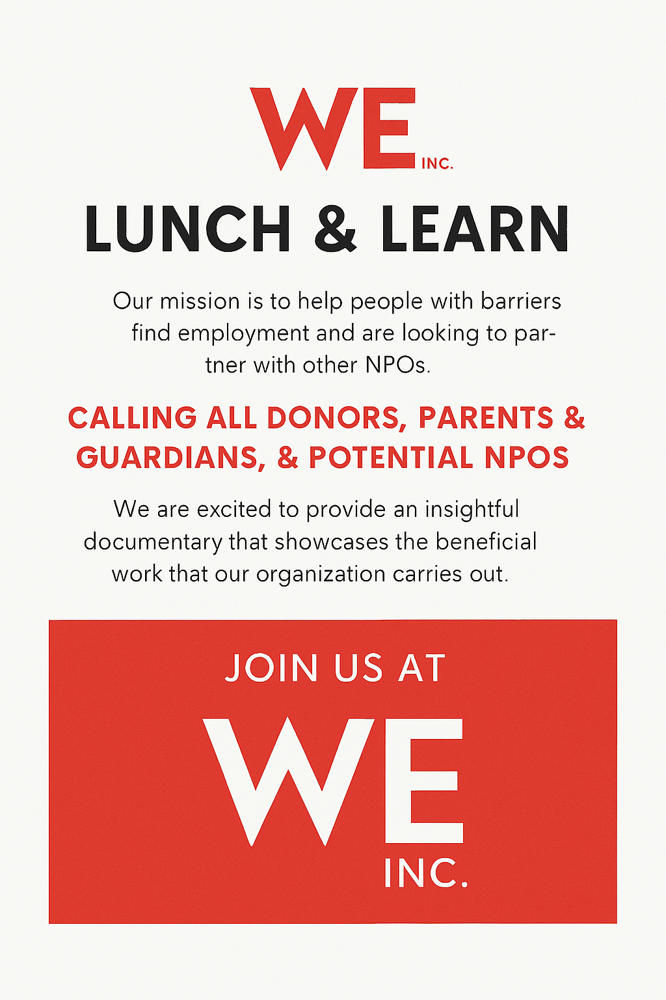 WE INC.
LUNCH & LEARN
Our mission is to help people with barriers
find employment and are looking to par-
tner with other NPOs.
CALLING ALL DONORS, PARENTS &
GUARDIANS, & POTENTIAL NPOS
We are excited to provide an insightful
documentary that showcases the beneficial
work that our organization carries out.
JOIN US AT
WE
INC.